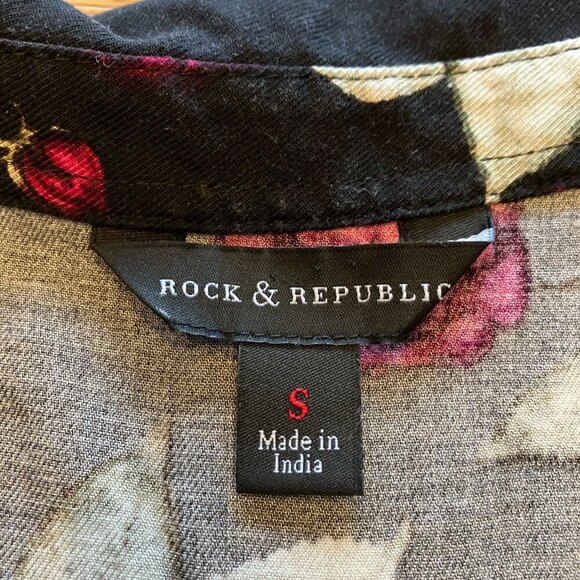 ROCK & REPUBLIC
S
Made in
India